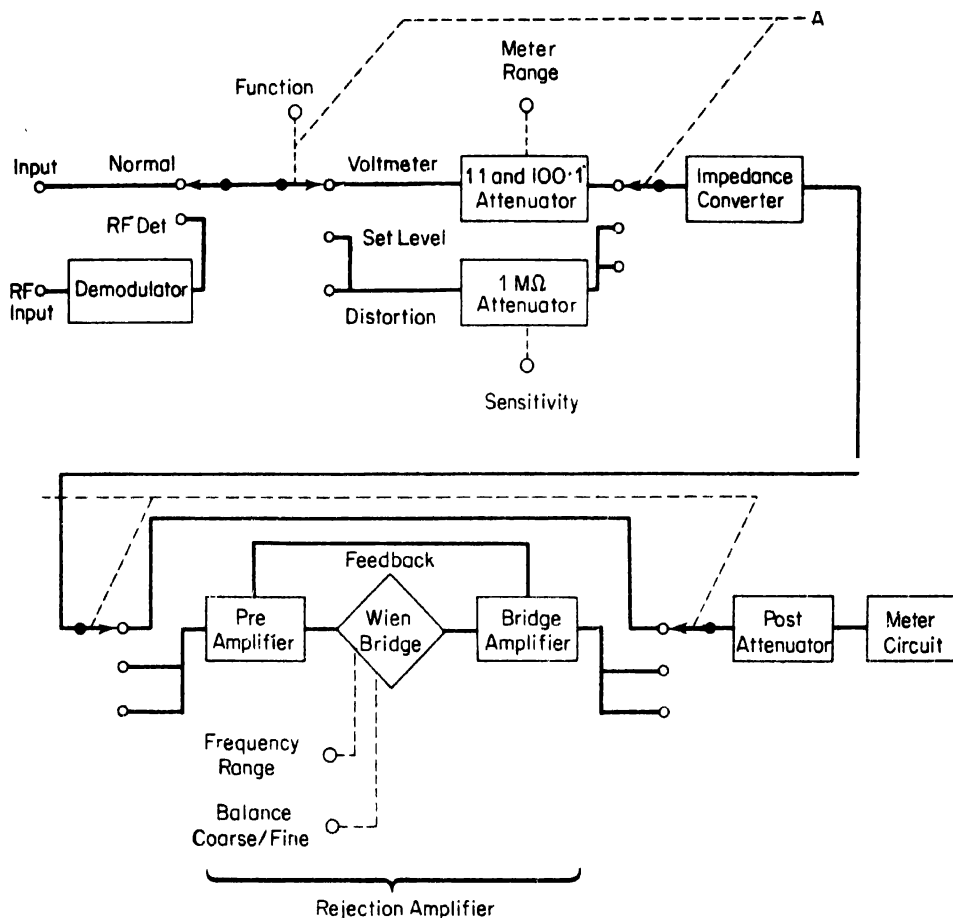 A
Meter
Range
Function
Input
Normal
Voltmeter
1 1 and 100·1
Attenuator
Impedance
Converter
RF Det
Set Level
RF
Input
Demodulator
Distortion
1 MΩ
Attenuator
Sensitivity
Feedback
Pre
Amplifier
Wien
Bridge
Bridge
Amplifier
Post
Attenuator
Meter
Circuit
Frequency
Range
Balance
Coarse/Fine
Rejection Amplifier